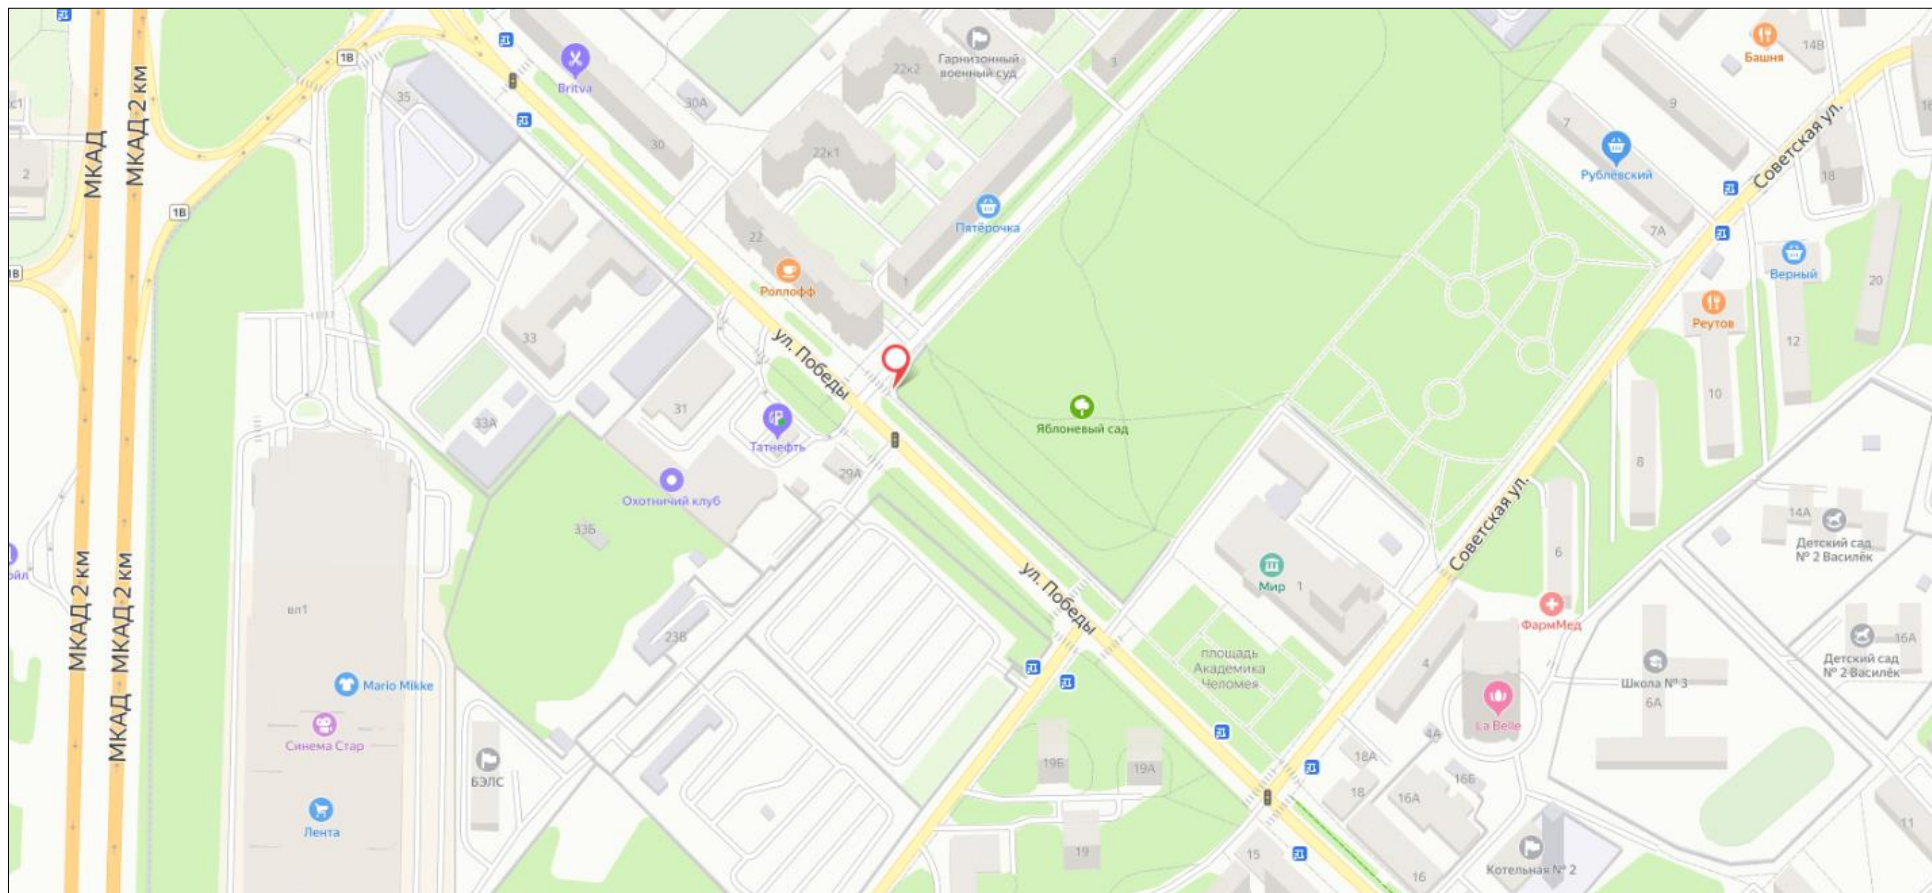 1В
35
Britva
30А
30
22к2
Гарнизонный
военный суд
3
Башня
14В
9
7
Рублёвский
Советская ул.
18
7А
Верный
20
Реутов
12
10
8
6
МКАД
МКАД 2 км
2
1В
22к1
Пятёрочка
22
Роллофф
1
33
ул. Победы
31
33А
Татнефть
29А
Охотничий клуб
33Б
Яблоневый сад
Советская ул.
14А
Детский сад
№ 2 Василёк
ФармМед
Мир
1
ул. Победы
МКАД 2 км
МКАД 2 км
МКАД
вл1
23Б
площадь
Академика
Челомея
4
Школа № 3
6А
16А
Детский сад
№ 2 Василёк
La Belle
4А
Mario Mikke
Синема Стар
Лента
БЭЛС
19Б
19А
19
18А
18
16Б
16А
15
16
Котельная № 2
11